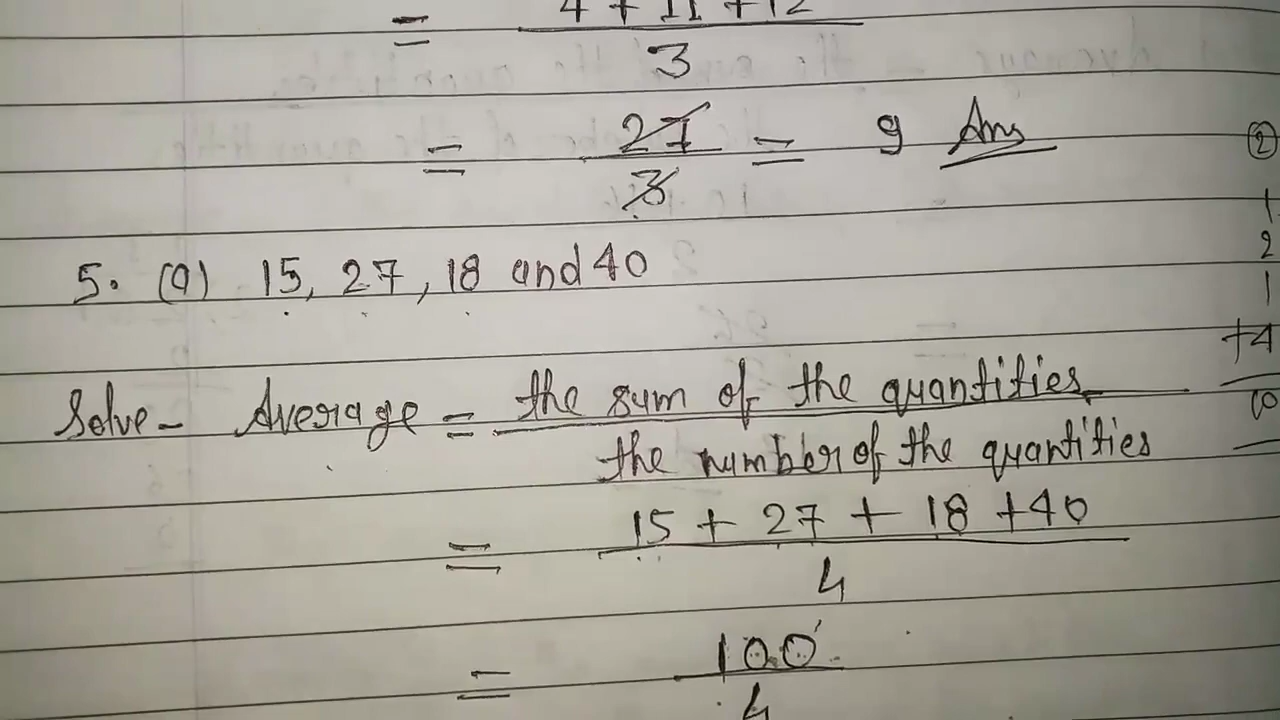 = 4 + 11 + 12
3
= 27 = 9 Ans
3
5. (a) 15, 27, 18 and 40
Solve - Average = the sum of the quantities
the number of the quantities
= 15 + 27 + 18 + 40
4
= 100
4
2
1
2
1
+4
10